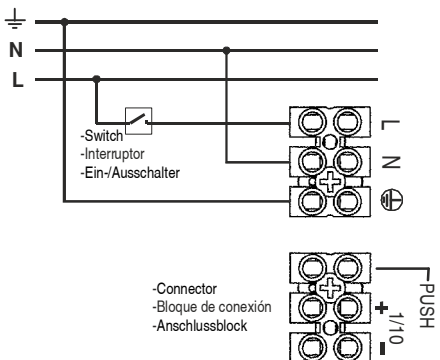 N
L
-Switch
-Interruptor
-Ein-/Ausschalter
L
N
-Connector
-Bloque de conexión
-Anschlussblock
+
1/10
-
PUSH